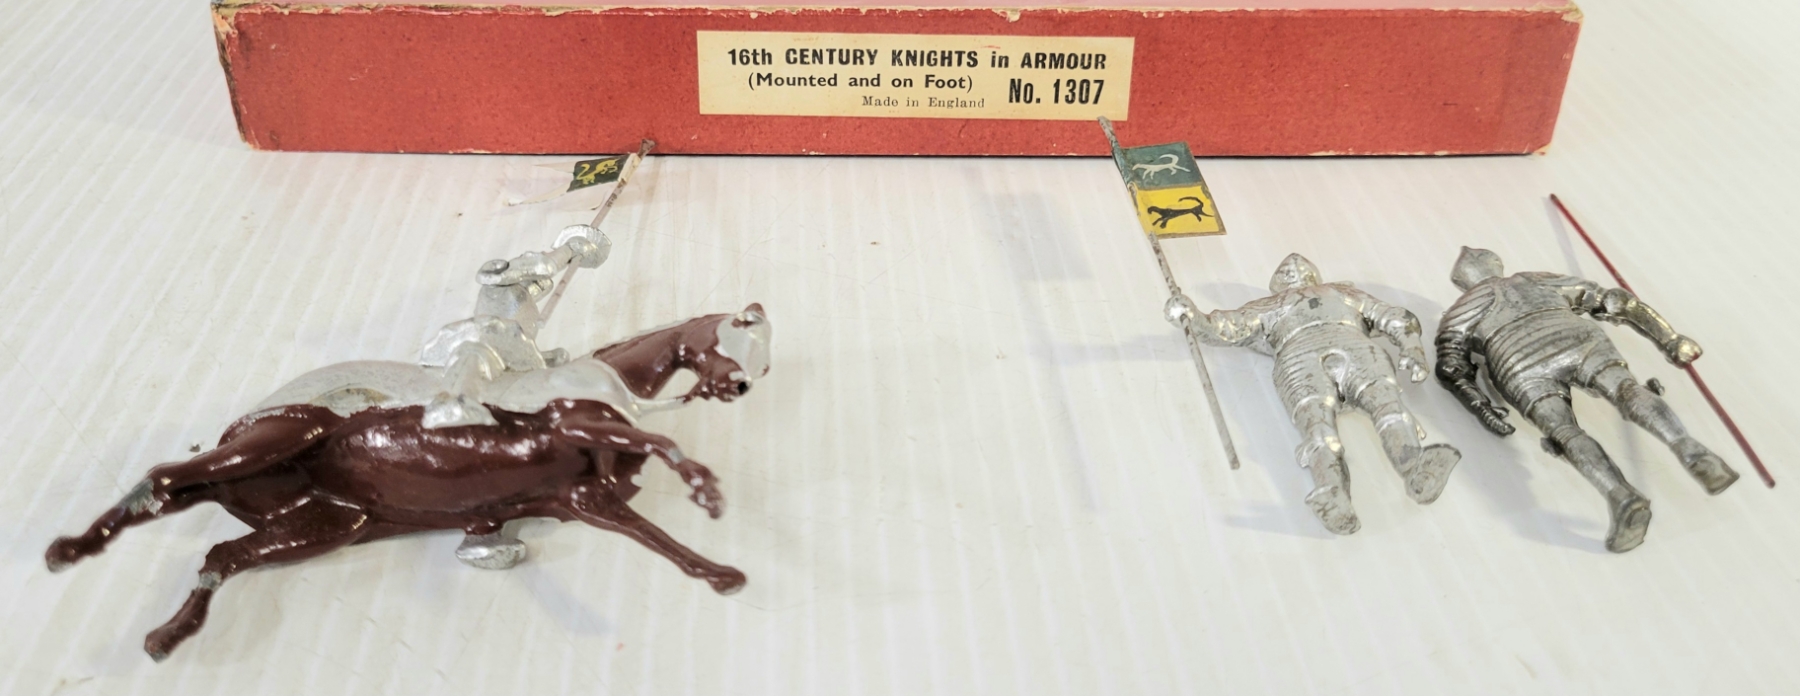 16th CENTURY KNIGHTS in ARMOUR
(Mounted and on Foot) No. 1307
Made in England